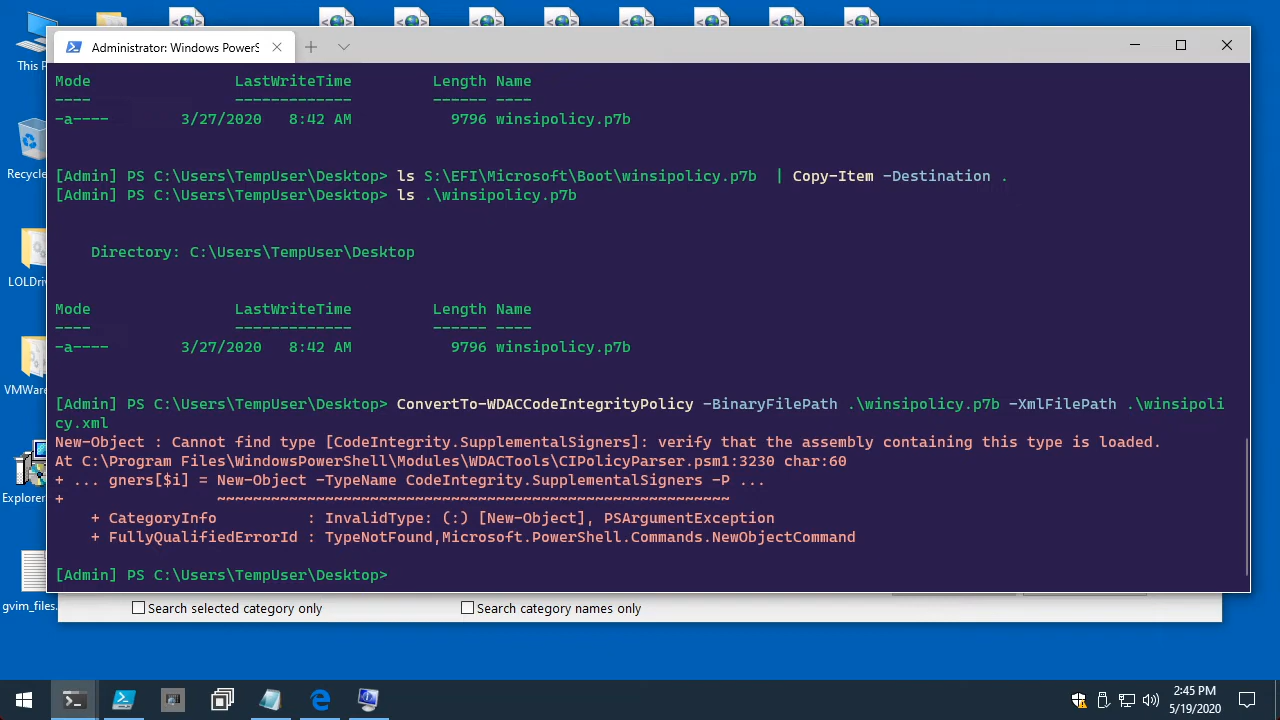 This P
Administrator: Windows PowerS
Mode                LastWriteTime         Length Name
----                -------------         ------ ----
-a----        3/27/2020   8:42 AM           9796 winsipolicy.p7b
[Admin] PS C:\Users\TempUser\Desktop> ls S:\EFI\Microsoft\Boot\winsipolicy.p7b  | Copy-Item -Destination .
[Admin] PS C:\Users\TempUser\Desktop> ls .\winsipolicy.p7b
Directory: C:\Users\TempUser\Desktop
Mode                LastWriteTime         Length Name
----                -------------         ------ ----
-a----        3/27/2020   8:42 AM           9796 winsipolicy.p7b
[Admin] PS C:\Users\TempUser\Desktop> ConvertTo-WDACCodeIntegrityPolicy -BinaryFilePath .\winsipolicy.p7b -XmlFilePath .\winsipoli
cy.xml
New-Object : Cannot find type [CodeIntegrity.SupplementalSigners]: verify that the assembly containing this type is loaded.
At C:\Program Files\WindowsPowerShell\Modules\WDACTools\CIPolicyParser.psm1:3230 char:60
+ ... gners[$i] = New-Object -TypeName CodeIntegrity.SupplementalSigners -P ...
+                 ~~~~~~~~~~~~~~~~~~~~~~~~~~~~~~~~~~~~~~~~~~~~~~~~~~~~~~~~~
+ CategoryInfo          : InvalidType: (:) [New-Object], PSArgumentException
+ FullyQualifiedErrorId : TypeNotFound,Microsoft.PowerShell.Commands.NewObjectCommand
[Admin] PS C:\Users\TempUser\Desktop>
Recycle
LOLDri
VMWare
Explorer
gvim_files.
Search selected category only
Search category names only
2:45 PM
5/19/2020